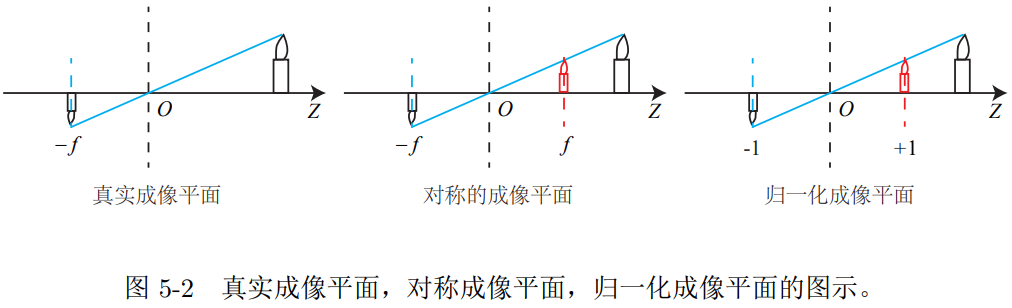 O Z O Z O Z
−f −f f -1 +1
真实成像平面 对称的成像平面 归一化成像平面
图 5-2 真实成像平面，对称成像平面，归一化成像平面的图示。